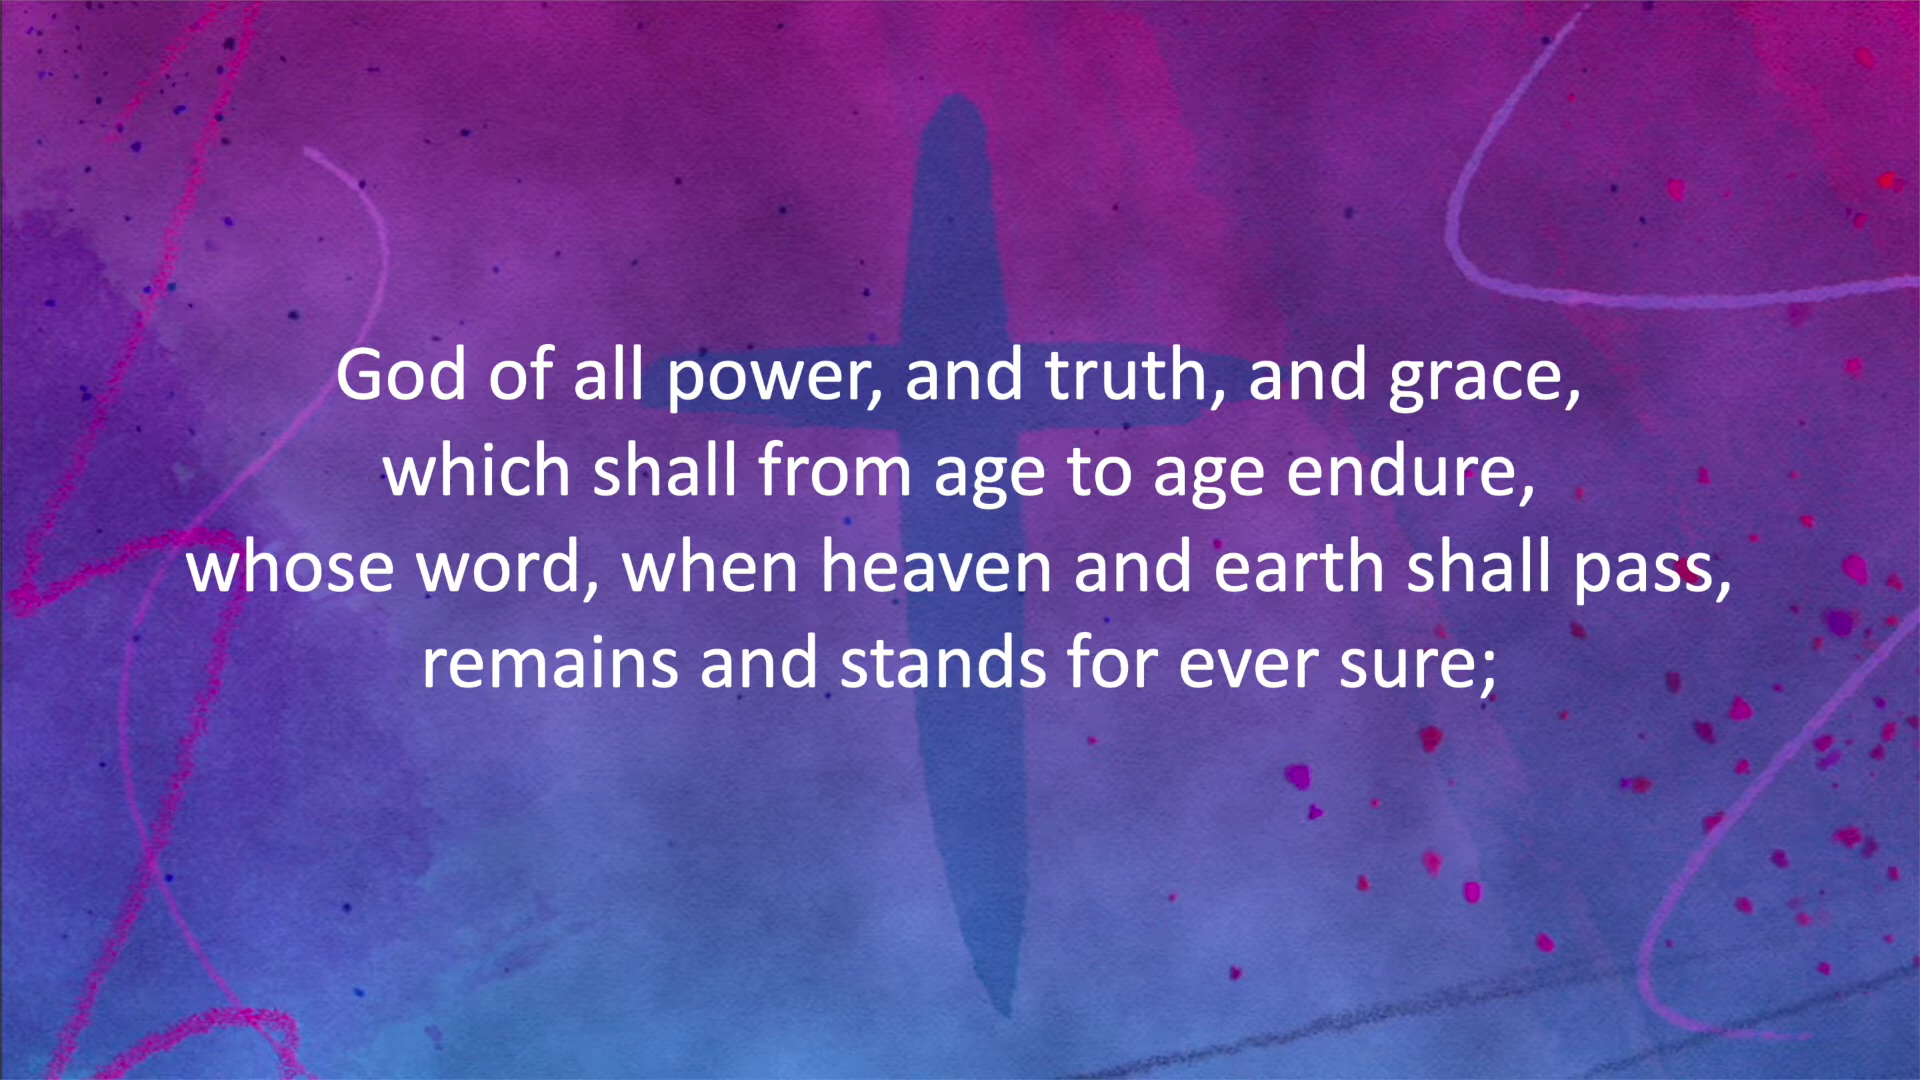 God of all power, and truth, and grace,
which shall from age to age endure,
whose word, when heaven and earth shall pass,
remains and stands for ever sure;